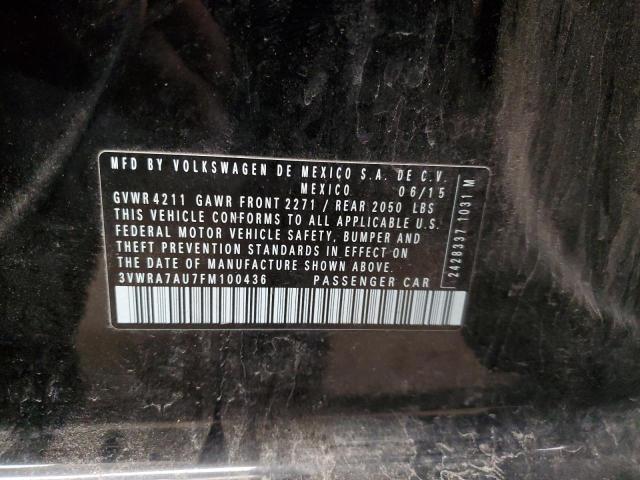 MFD BY VOLKSWAGEN DE MEXICO S.A. DE C.V.
MEXICO 06/15
GVWR 4211 GAWR FRONT 2271 / REAR 2050 LBS
THIS VEHICLE CONFORMS TO ALL APPLICABLE U.S.
FEDERAL MOTOR VEHICLE SAFETY, BUMPER AND
THEFT PREVENTION STANDARDS IN EFFECT ON
THE DATE OF MANUFACTURE SHOWN ABOVE.
3VWRA7AU7FM100436 PASSENGER CAR
2428337 1031 M